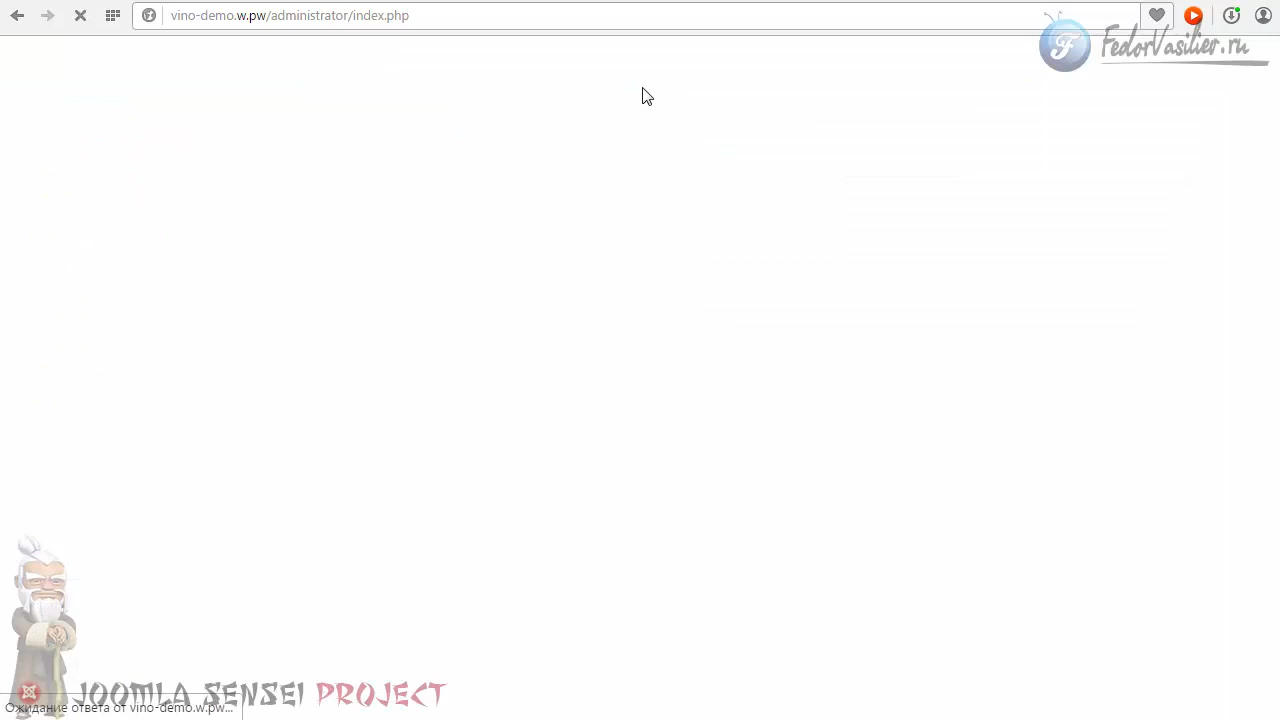 vino-demo.w.pw/administrator/index.php
FedorVasiliev.ru
JOOMLA SENSEI PROJECT
Ожидание ответа от vino-demo.w.pw...